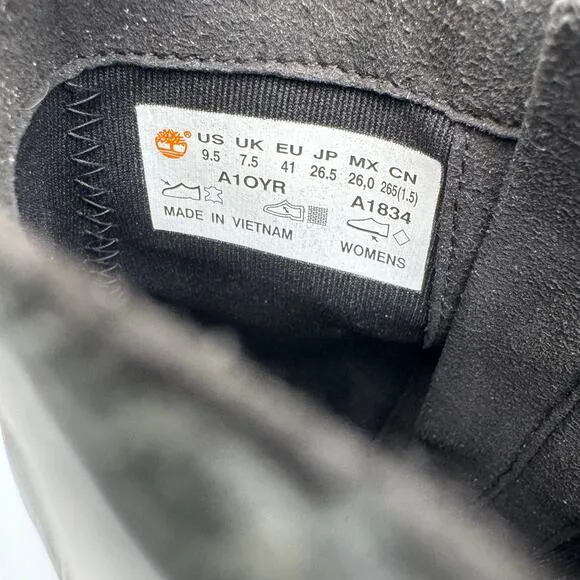 ® US UK EU JP MX CN
9.5 7.5 41 26.5 26,0 265(1.5)
A1OYR A1834
MADE IN VIETNAM WOMENS